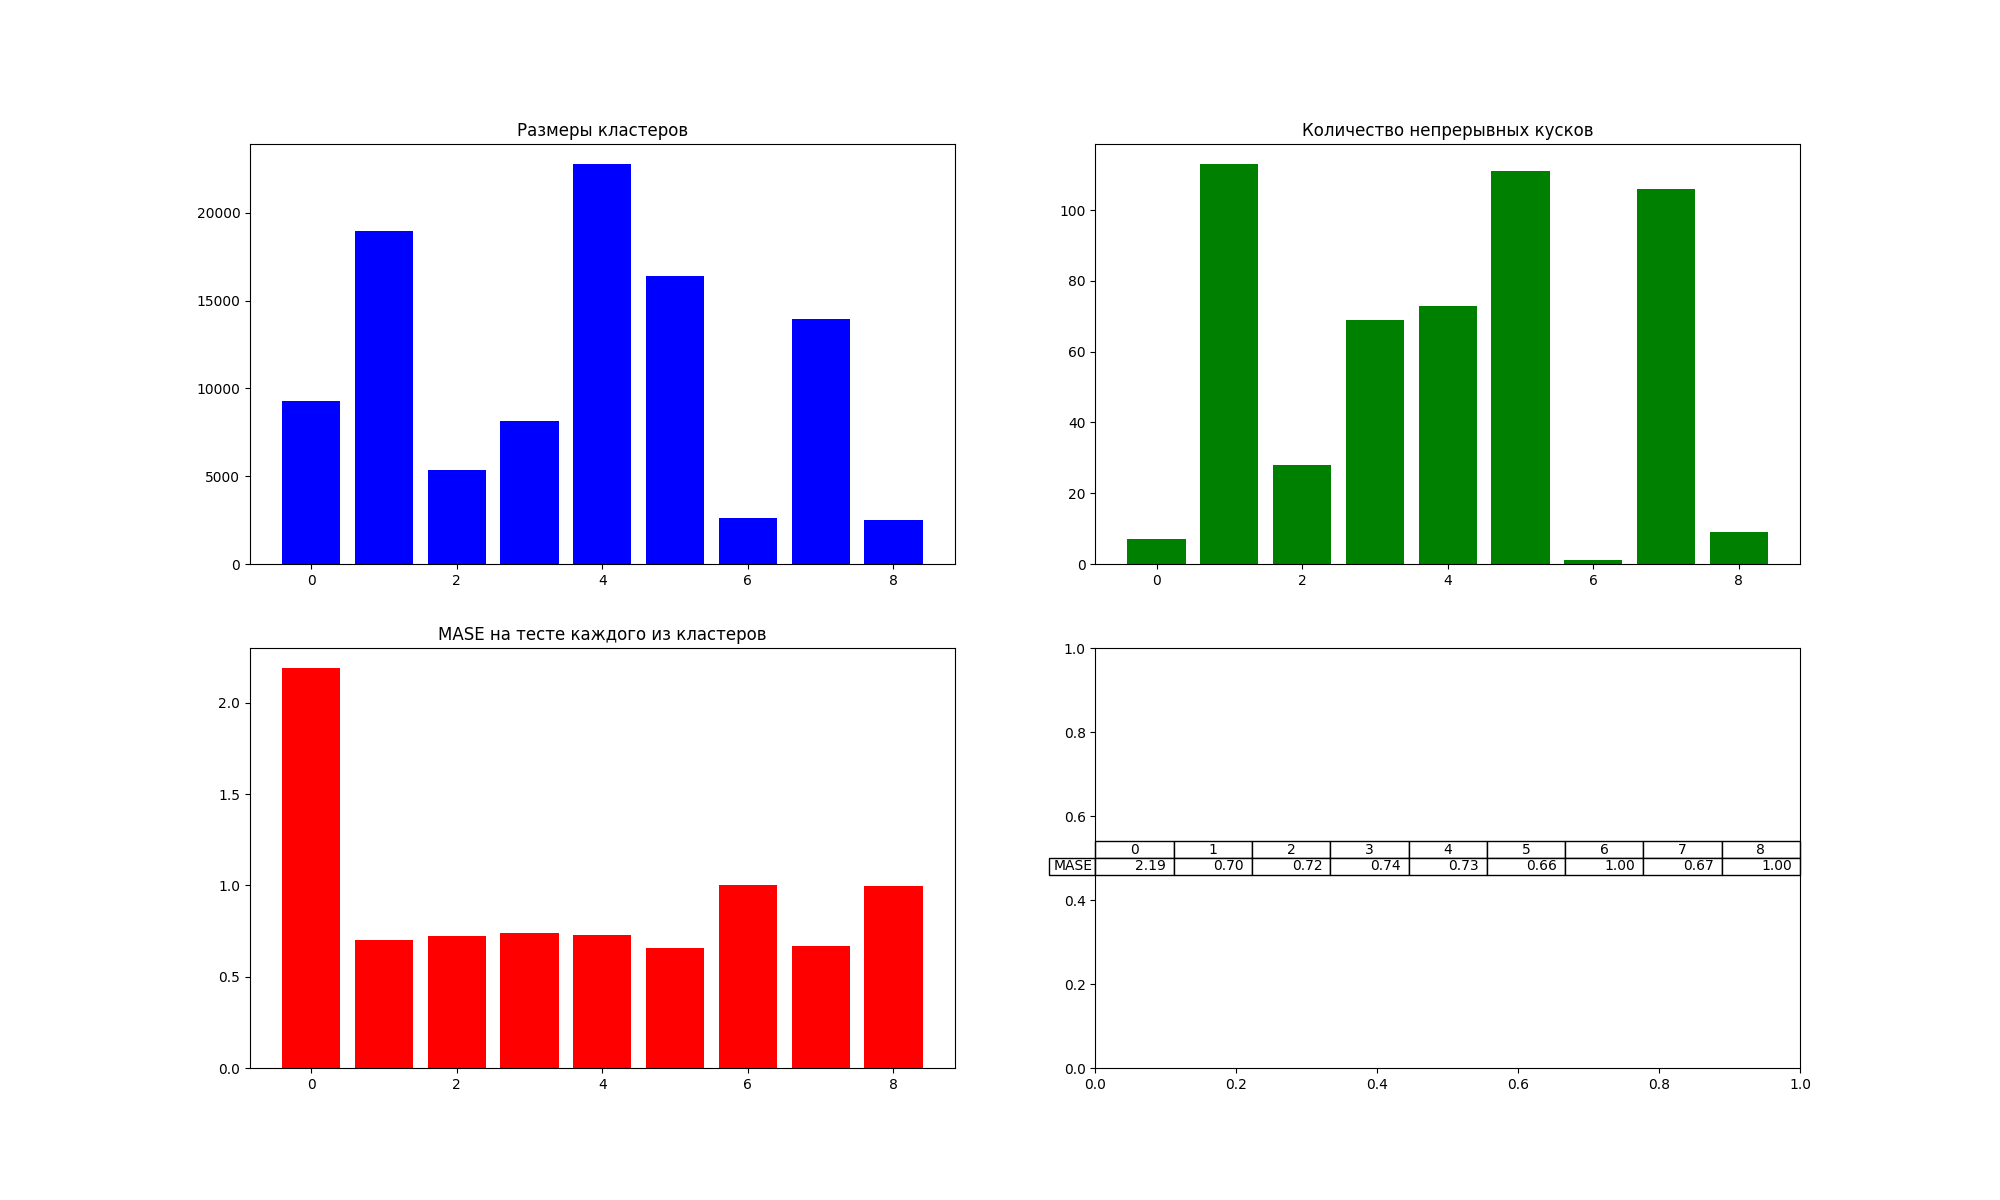 Размеры кластеров
20000
15000
10000
5000
0
0 2 4 6 8
Количество непрерывных кусков
100
80
60
40
20
0
0 2 4 6 8
MASE на тесте каждого из кластеров
2.0
1.5
1.0
0.5
0.0
0 2 4 6 8
1.0
0.8
0.6
0 1 2 3 4 5 6 7 8
MASE 2.19 0.70 0.72 0.74 0.73 0.66 1.00 0.67 1.00
0.4
0.2
0.0
0.0 0.2 0.4 0.6 0.8 1.0